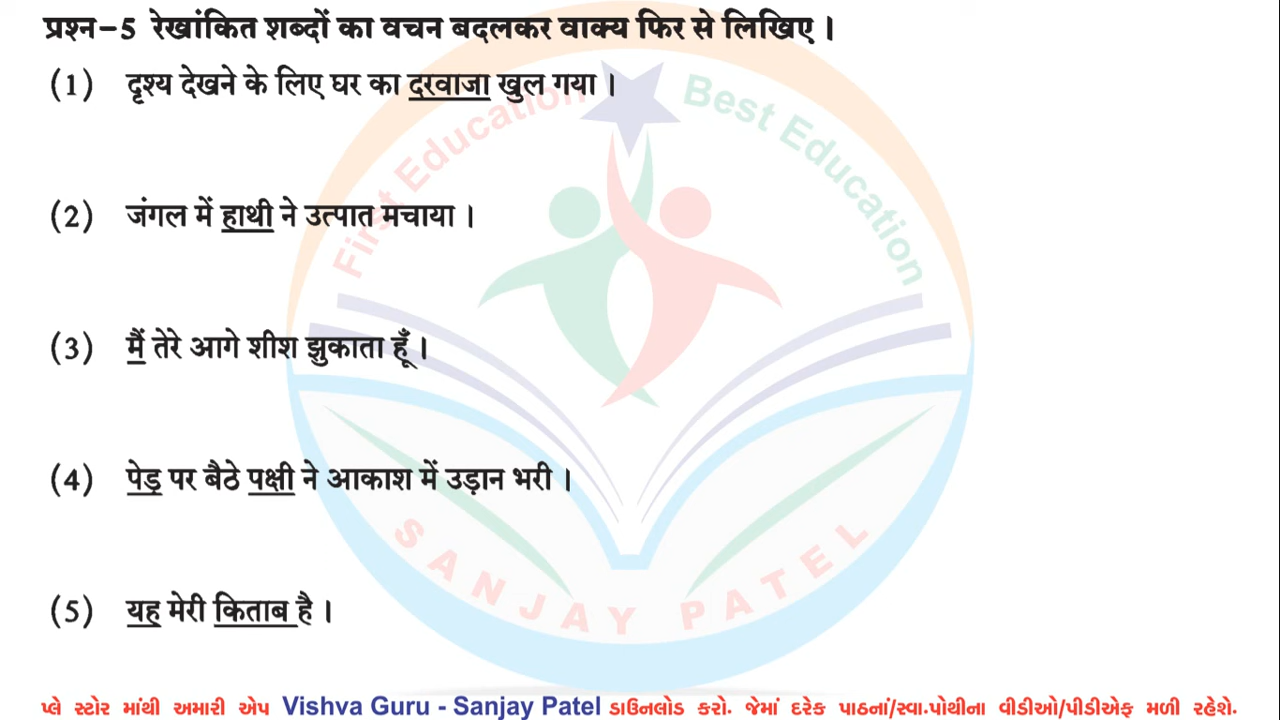 प्रश्न-5 रेखांकित शब्दों का वचन बदलकर वाक्य फिर से लिखिए ।
(1) दृश्य देखने के लिए घर का दरवाजा खुल गया ।
(2) जंगल में हाथी ने उत्पात मचाया ।
(3) मैं तेरे आगे शीश झुकाता हूँ ।
(4) पेड़ पर बैठे पक्षी ने आकाश में उड़ान भरी ।
(5) यह मेरी किताब है ।
First Education
Best Education
SANJAY PATEL
પ્લે સ્ટોર માંથી અમારી એપ Vishva Guru - Sanjay Patel ડાઉનલોડ કરો. જેમાં દરેક પાઠનાં/સ્વા.પોથીના વીડીઓ/પીડીએફ મળી રહેશે.